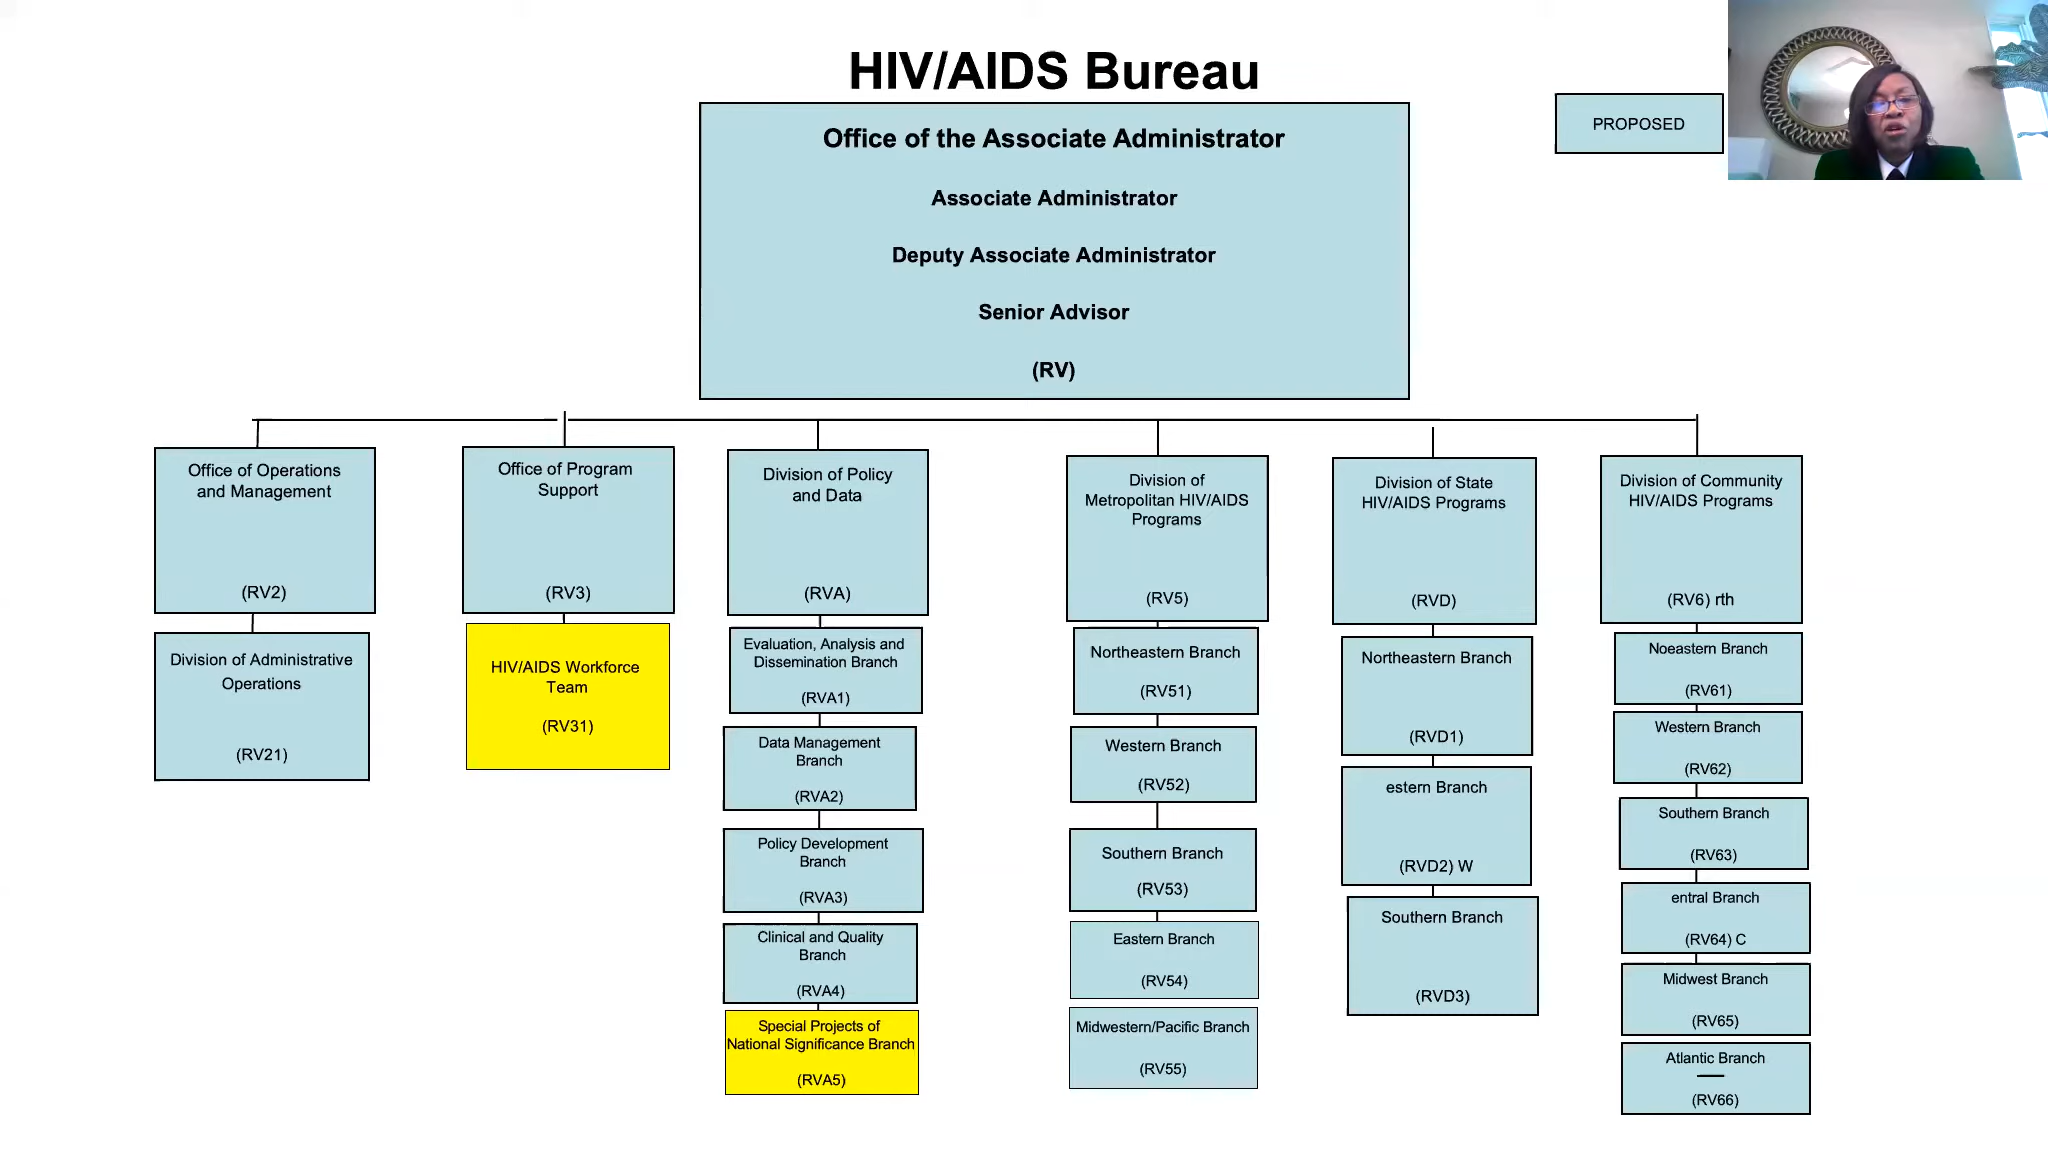 HIV/AIDS Bureau
PROPOSED
Office of the Associate Administrator
Associate Administrator
Deputy Associate Administrator
Senior Advisor
(RV)
Office of Operations
and Management
(RV2)
Division of Administrative
Operations
(RV21)
Office of Program
Support
(RV3)
HIV/AIDS Workforce
Team
(RV31)
Division of Policy
and Data
(RVA)
Evaluation, Analysis and
Dissemination Branch
(RVA1)
Data Management
Branch
(RVA2)
Policy Development
Branch
(RVA3)
Clinical and Quality
Branch
(RVA4)
Special Projects of
National Significance Branch
(RVA5)
Division of
Metropolitan HIV/AIDS
Programs
(RV5)
Northeastern Branch
(RV51)
Western Branch
(RV52)
Southern Branch
(RV53)
Eastern Branch
(RV54)
Midwestern/Pacific Branch
(RV55)
Division of State
HIV/AIDS Programs
(RVD)
Northeastern Branch
(RVD1)
estern Branch
(RVD2) W
Southern Branch
(RVD3)
Division of Community
HIV/AIDS Programs
(RV6) rth
Noeastern Branch
(RV61)
Western Branch
(RV62)
Southern Branch
(RV63)
entral Branch
(RV64) C
Midwest Branch
(RV65)
Atlantic Branch
(RV66)